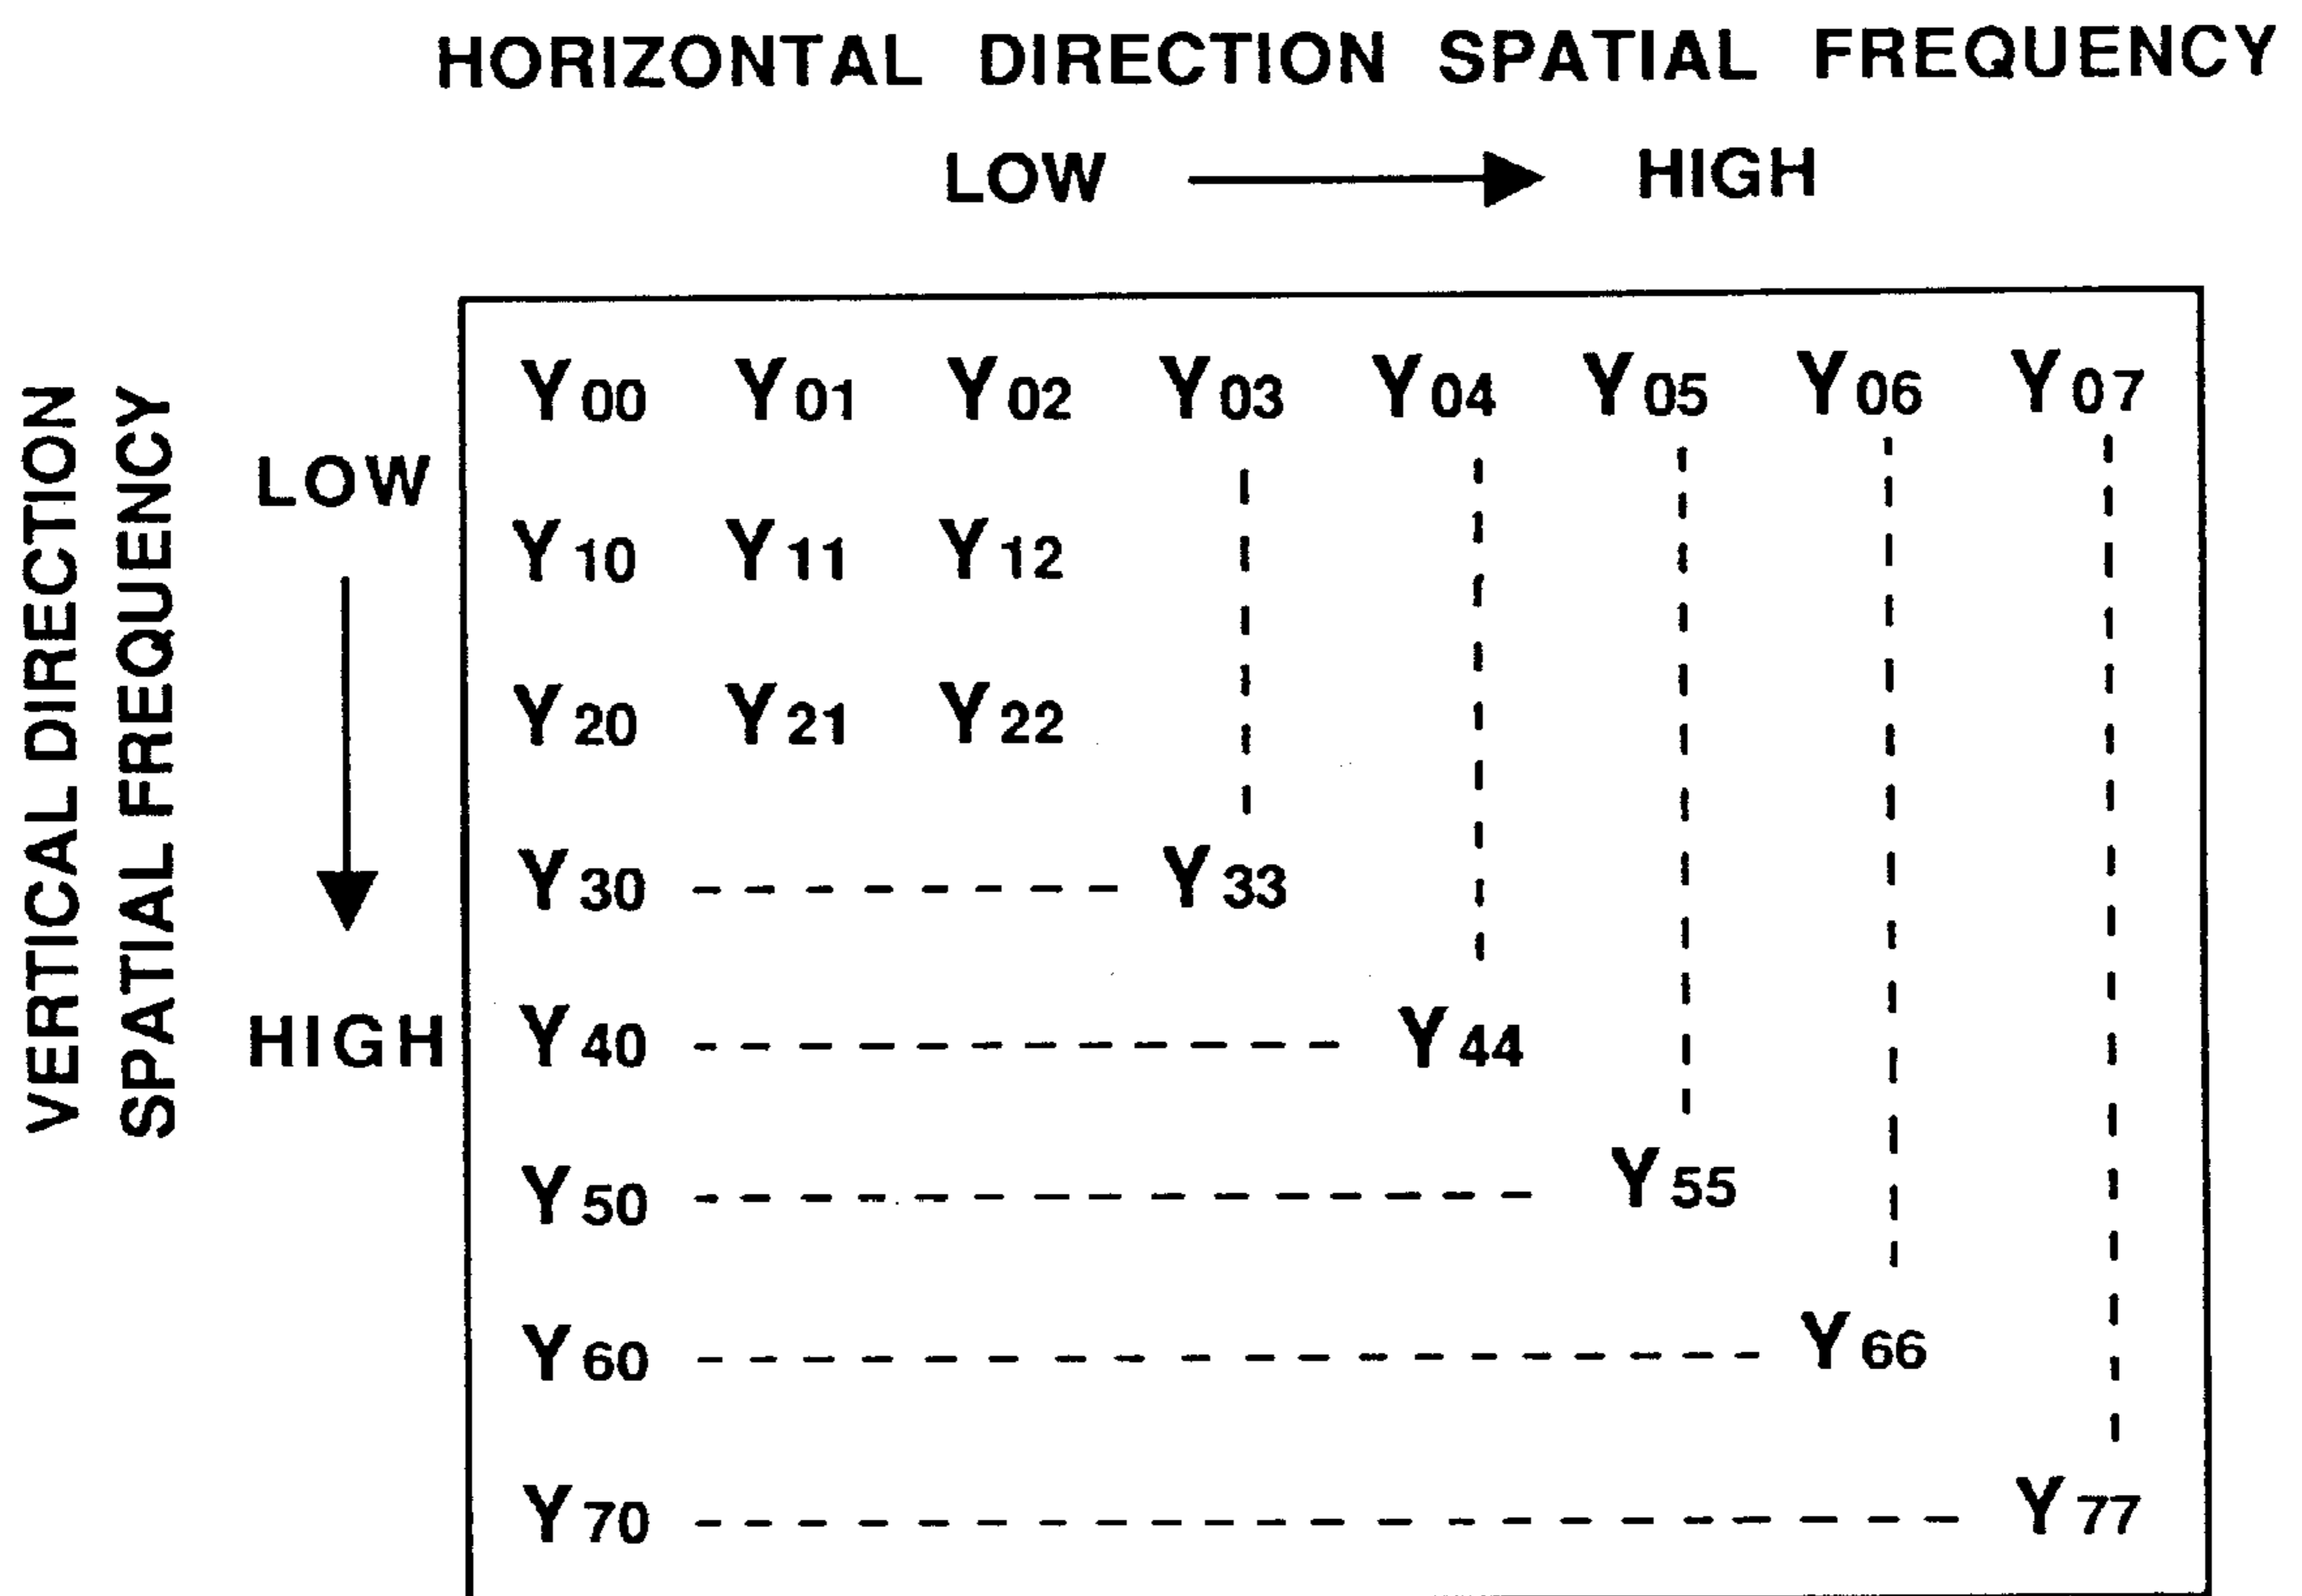 HORIZONTAL DIRECTION SPATIAL FREQUENCY
LOW HIGH
VERTICAL DIRECTION
SPATIAL FREQUENCY
LOW
HIGH
Y00 Y01 Y02 Y03 Y04 Y05 Y06 Y07
Y10 Y11 Y12
Y20 Y21 Y22
Y30 Y33
Y40 Y44
Y50 Y55
Y60 Y66
Y70 Y77